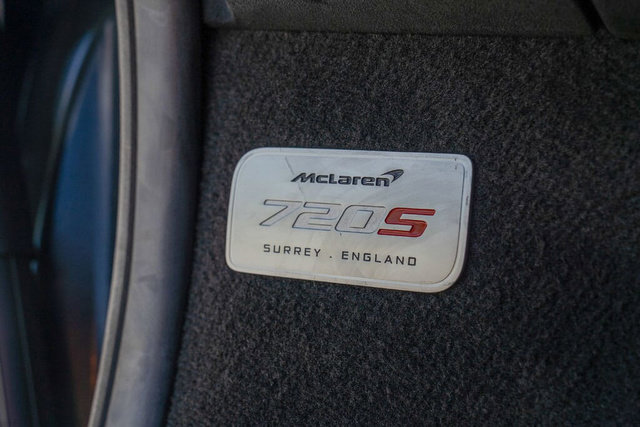 McLaren
720S
SURREY . ENGLAND